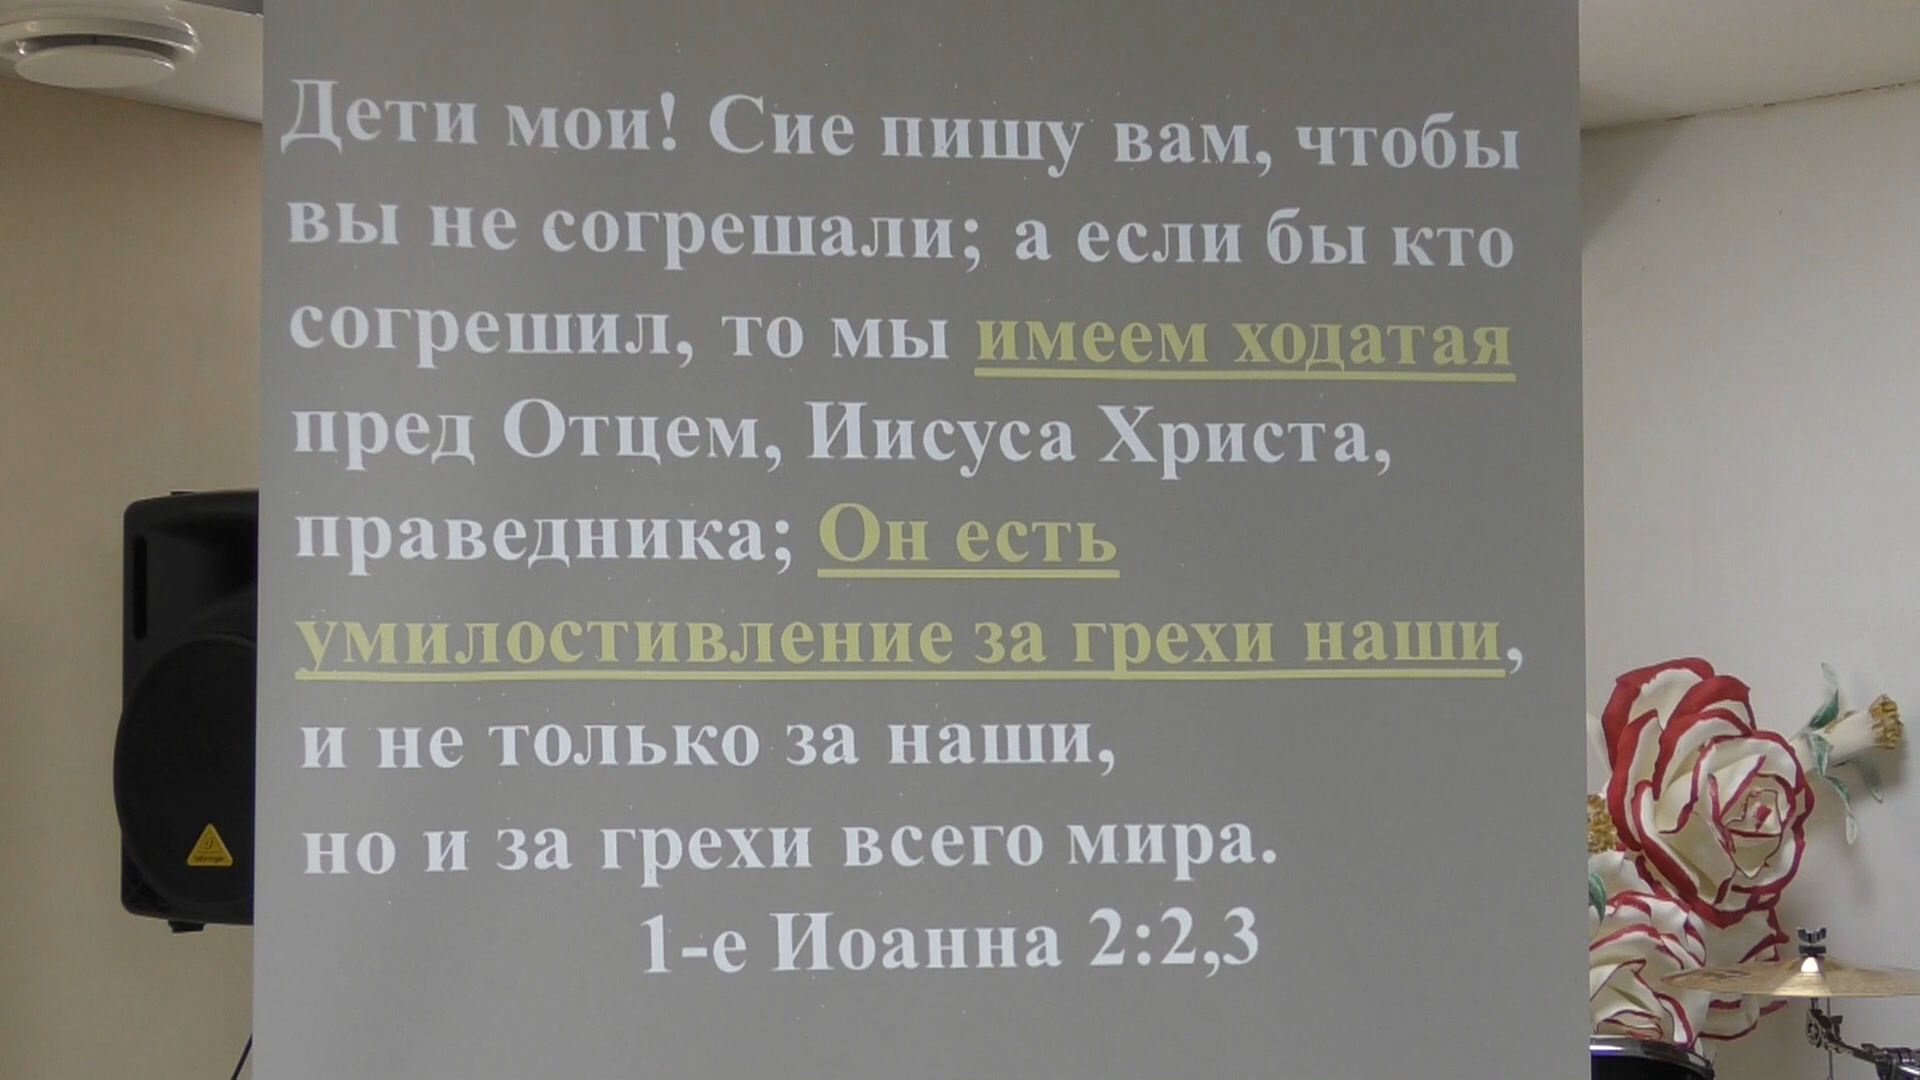 Дети мои! Сие пишу вам, чтобы
вы не согрешали; а если бы кто
согрешил, то мы имеем ходатая
пред Отцем, Иисуса Христа,
праведника; Он есть
умилостивление за грехи наши,
и не только за наши,
но и за грехи всего мира.
1-е Иоанна 2:2,3
behringer